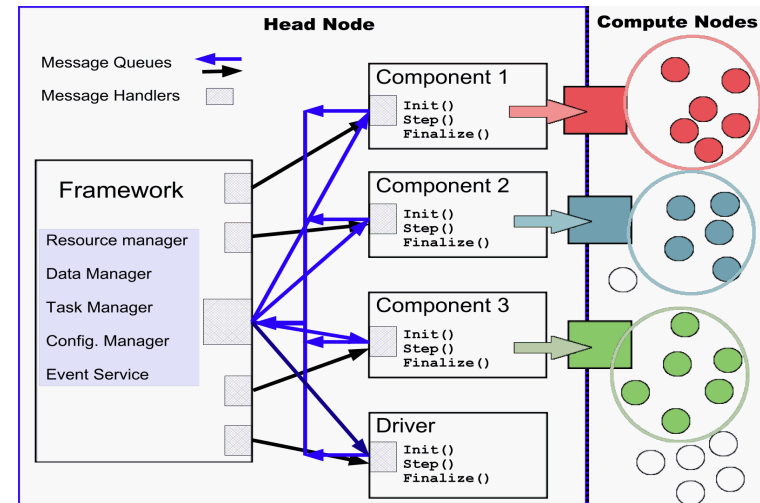 Head Node
Compute Nodes
Message Queues
Message Handlers
Component 1
Init()
Step()
Finalize()
Framework
Resource manager
Data Manager
Task Manager
Config. Manager
Event Service
Component 2
Init()
Step()
Finalize()
Component 3
Init()
Step()
Finalize()
Driver
Init()
Step()
Finalize()